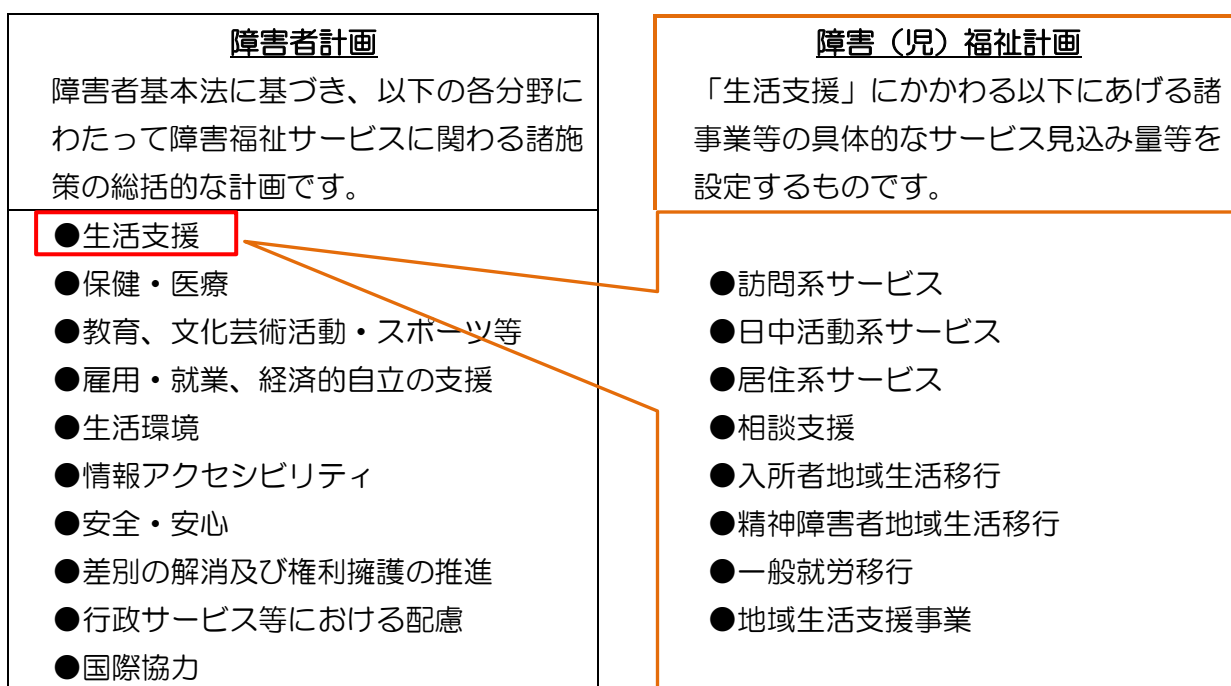 障害者計画
障害者基本法に基づき、以下の各分野に
わたって障害福祉サービスに関わる諸施
策の総括的な計画です。
●生活支援
●保健・医療
●教育、文化芸術活動・スポーツ等
●雇用・就業、経済的自立の支援
●生活環境
●情報アクセシビリティ
●安全・安心
●差別の解消及び権利擁護の推進
●行政サービス等における配慮
●国際協力
障害（児）福祉計画
「生活支援」にかかわる以下にあげる諸
事業等の具体的なサービス見込み量等を
設定するものです。
●訪問系サービス
●日中活動系サービス
●居住系サービス
●相談支援
●入所者地域生活移行
●精神障害者地域生活移行
●一般就労移行
●地域生活支援事業